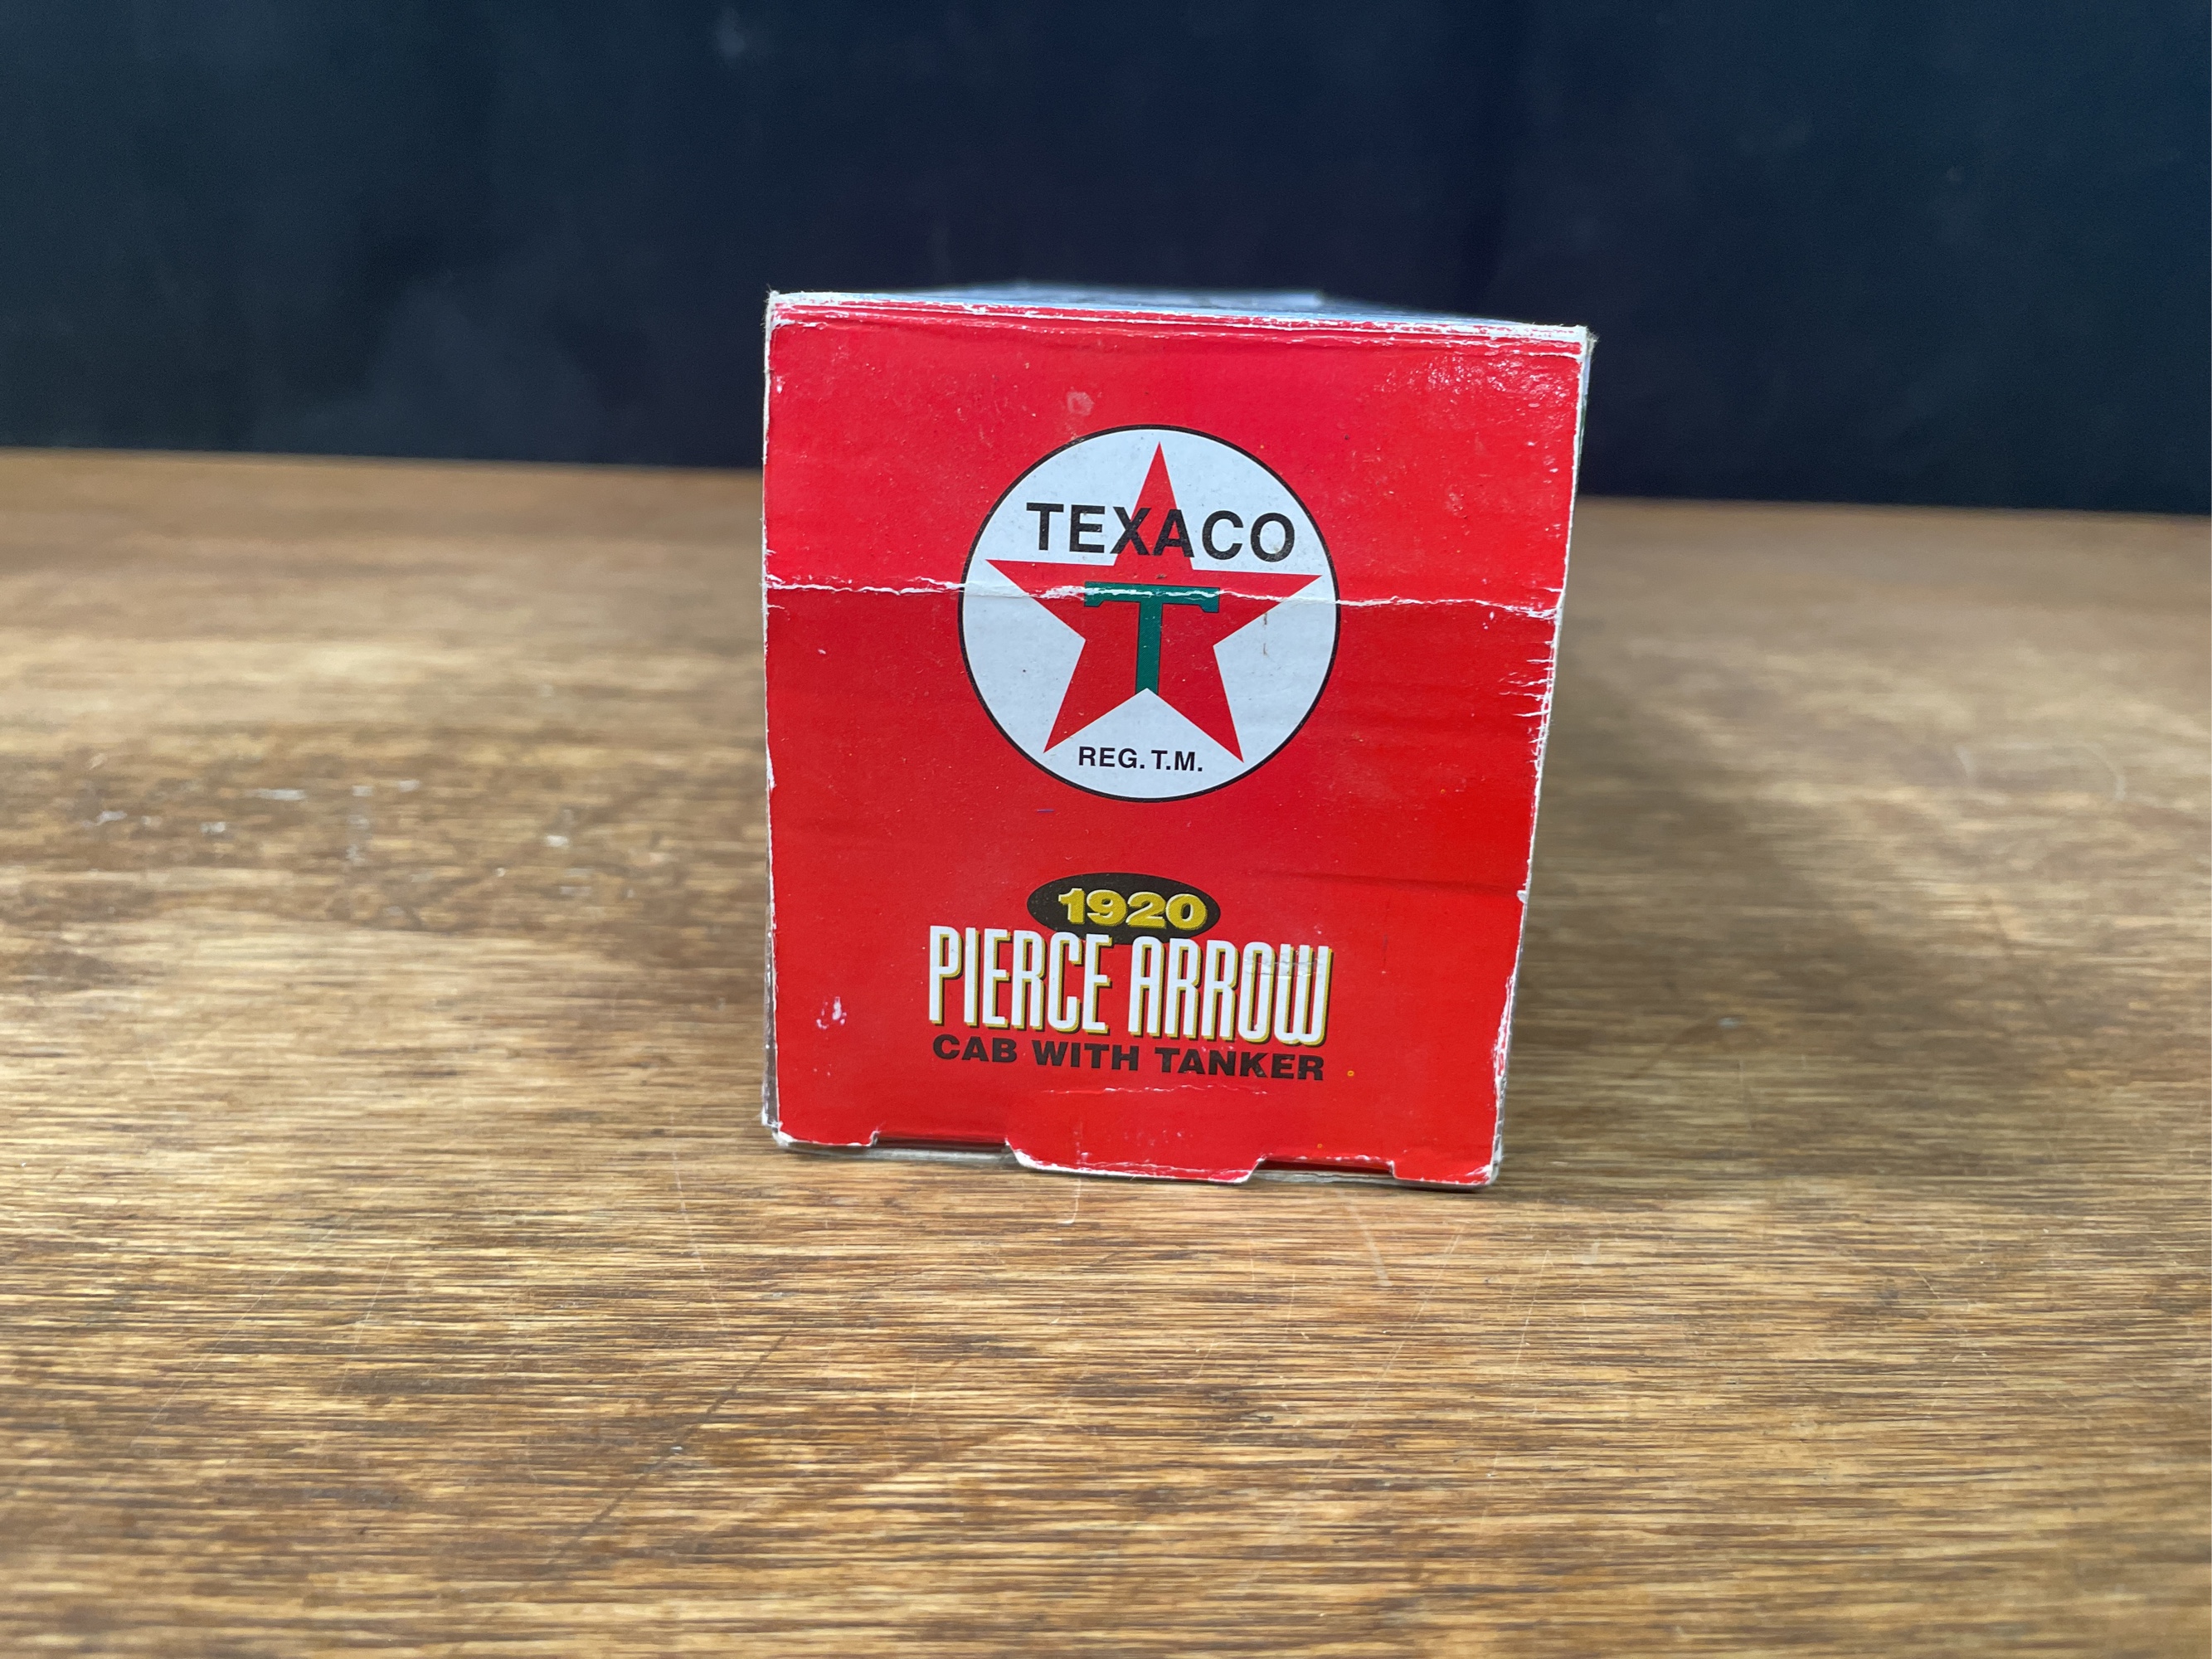 TEXACO
T
REG. T.M.
1920
PIERCE ARROW
CAB WITH TANKER